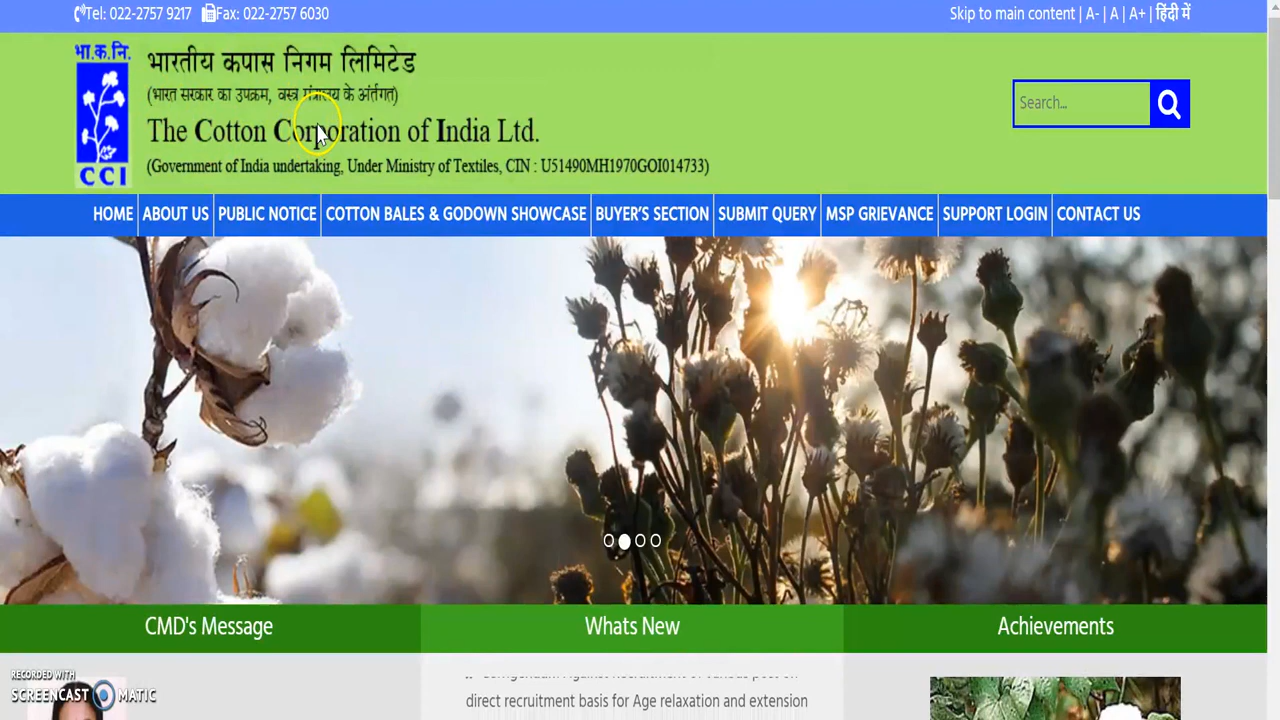 Tel: 022-2757 9217 Fax: 022-2757 6030
Skip to main content | A- | A | A+ | हिंदी में
भा.क.नि.
CCI
भारतीय कपास निगम लिमिटेड
(भारत सरकार का उपक्रम, वस्त्र मंत्रालय के अंर्तगत)
The Cotton Corporation of India Ltd.
(Government of India undertaking, Under Ministry of Textiles, CIN : U51490MH1970GOI014733)
Search...
HOME ABOUT US PUBLIC NOTICE COTTON BALES & GODOWN SHOWCASE BUYER'S SECTION SUBMIT QUERY MSP GRIEVANCE SUPPORT LOGIN CONTACT US
CMD's Message
Whats New
Achievements
direct recruitment basis for Age relaxation and extension
RECORDED WITH
SCREENCAST MATIC